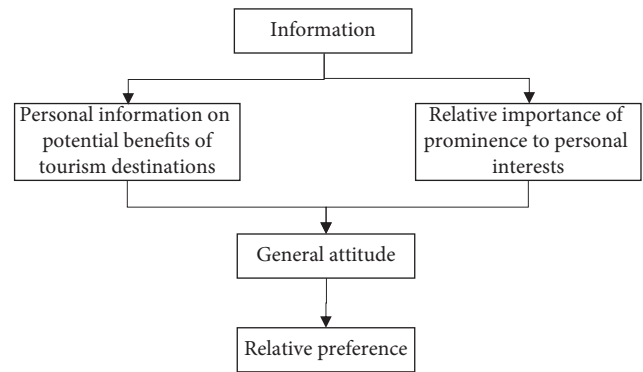 Information
Personal information on
potential benefits of
tourism destinations
Relative importance of
prominence to personal
interests
General attitude
Relative preference